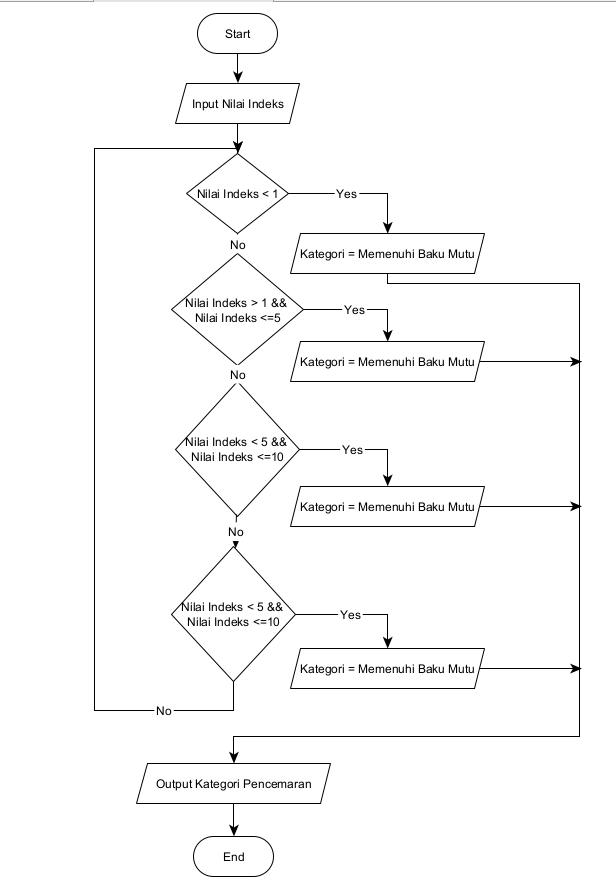 Start
Input Nilai Indeks
Nilai Indeks < 1
Yes
Kategori = Memenuhi Baku Mutu
No
Nilai Indeks > 1 &&
Nilai Indeks <=5
Yes
Kategori = Memenuhi Baku Mutu
No
Nilai Indeks < 5 &&
Nilai Indeks <=10
Yes
Kategori = Memenuhi Baku Mutu
No
Nilai Indeks < 5 &&
Nilai Indeks <=10
Yes
Kategori = Memenuhi Baku Mutu
No
Output Kategori Pencemaran
End